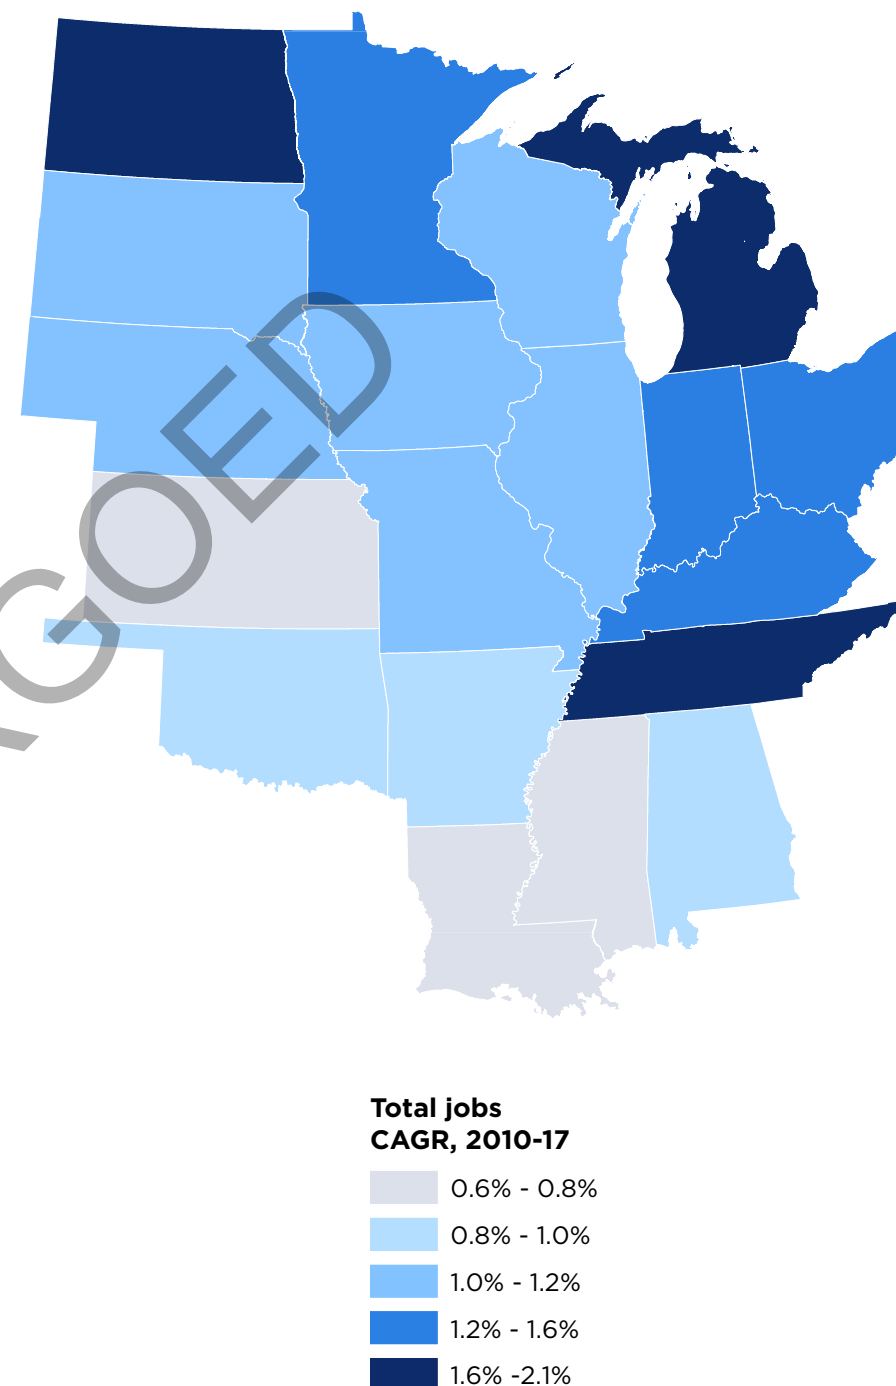 GOED
Total jobs
CAGR, 2010-17
0.6% - 0.8%
0.8% - 1.0%
1.0% - 1.2%
1.2% - 1.6%
1.6% -2.1%